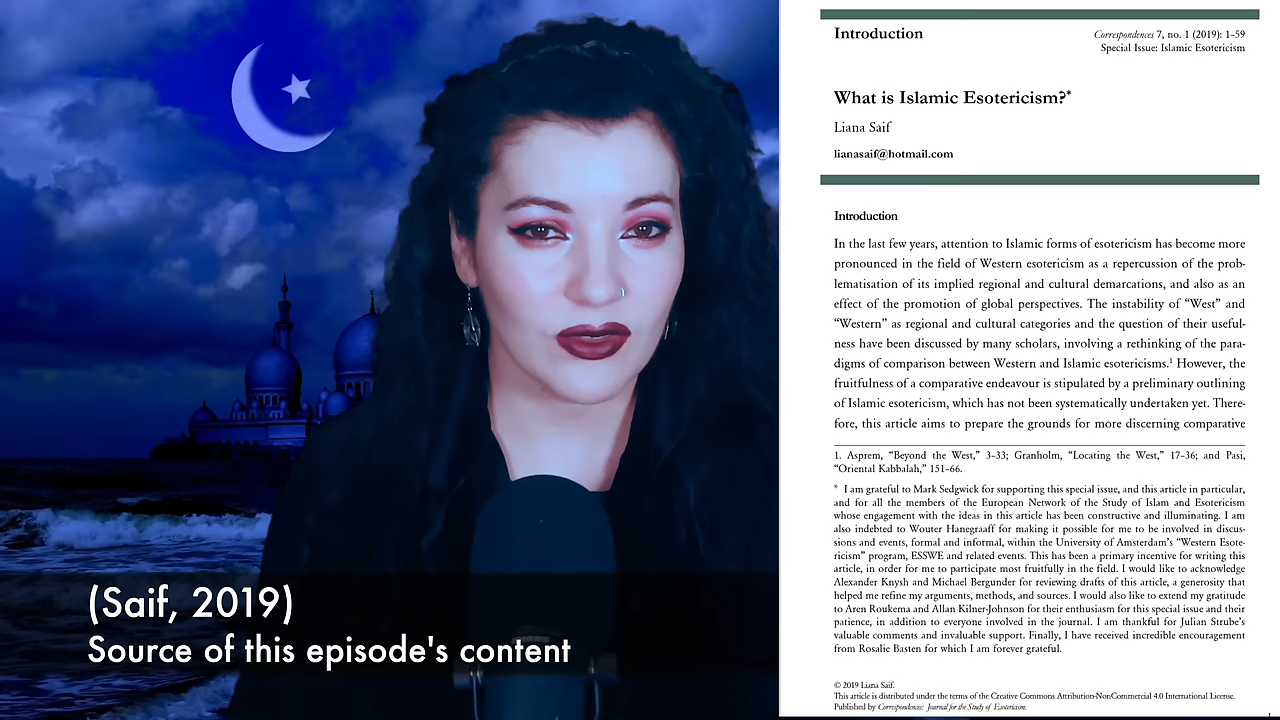 (Saif, 2019)
Source of this episode's content
Introduction
Correspondences 7, no. 1 (2019): 1–59
Special Issue: Islamic Esotericism
What is Islamic Esotericism?*
Liana Saif
lianasaif@hotmail.com
Introduction
In the last few years, attention to Islamic forms of esotericism has become more
pronounced in the field of Western esotericism as a repercussion of the prob-
lematisation of its implied regional and cultural demarcations, and also as an
effect of the promotion of global perspectives. The instability of “West” and
“Western” as regional and cultural categories and the question of their useful-
ness have been discussed by many scholars, involving a rethinking of the para-
digms of comparison between Western and Islamic esotericisms.¹ However, the
fruitfulness of a comparative endeavour is stipulated by a preliminary outlining
of Islamic esotericism, which has not been systematically undertaken yet. There-
fore, this article aims to prepare the grounds for more discerning comparative
1. Asprem, “Beyond the West,” 3–33; Granholm, “Locating the West,” 17–36; and Pasi,
“Oriental Kabbalah,” 151–66.
* I am grateful to Mark Sedgwick for supporting this special issue, and this article in particular,
and for all the members of the European Network of the Study of Islam and Esotericism
whose engagement with the ideas in this article has been constructive and illuminating. I am
also indebted to Wouter Hanegraaff for making it possible for me to be involved in discus-
sions and events, formal and informal, within the University of Amsterdam’s “Western Esote-
ricism” program, ESSWE and related events. This has been a primary incentive for writing this
article, in order for me to participate most fruitfully in the field. I would like to acknowledge
Alexander Knysh and Michael Bergunder for reviewing drafts of this article, a generosity that
helped me refine my arguments, methods, and sources. I would also like to extend my gratitude
to Aren Roukema and Allan Kilner-Johnson for their enthusiasm for this special issue and their
patience, in addition to everyone involved in the journal. I am thankful for Julian Strube’s
valuable comments and invaluable support. Finally, I have received incredible encouragement
from Rosalie Basten for which I am forever grateful.
© 2019 Liana Saif.
This article is distributed under the terms of the Creative Commons Attribution-NonCommercial 4.0 International License.
Published by Correspondences: Journal for the Study of Esotericism.